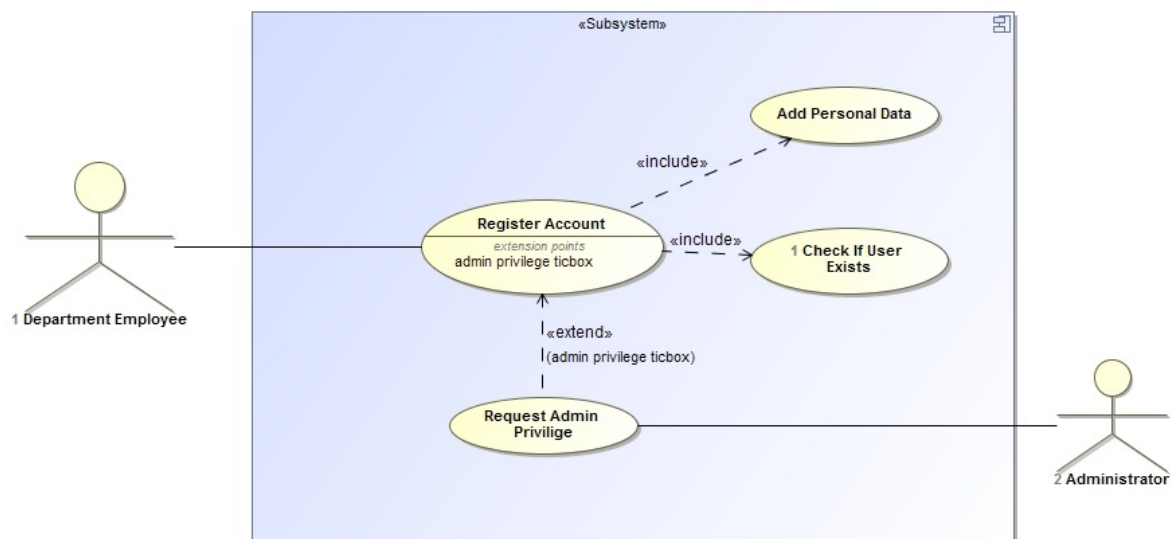 «Subsystem»
Add Personal Data
«include»
Register Account
extension points
admin privilege ticbox
«include»
1 Check If User
Exists
1 Department Employee
«extend»
(admin privilege ticbox)
Request Admin
Privilige
2 Administrator